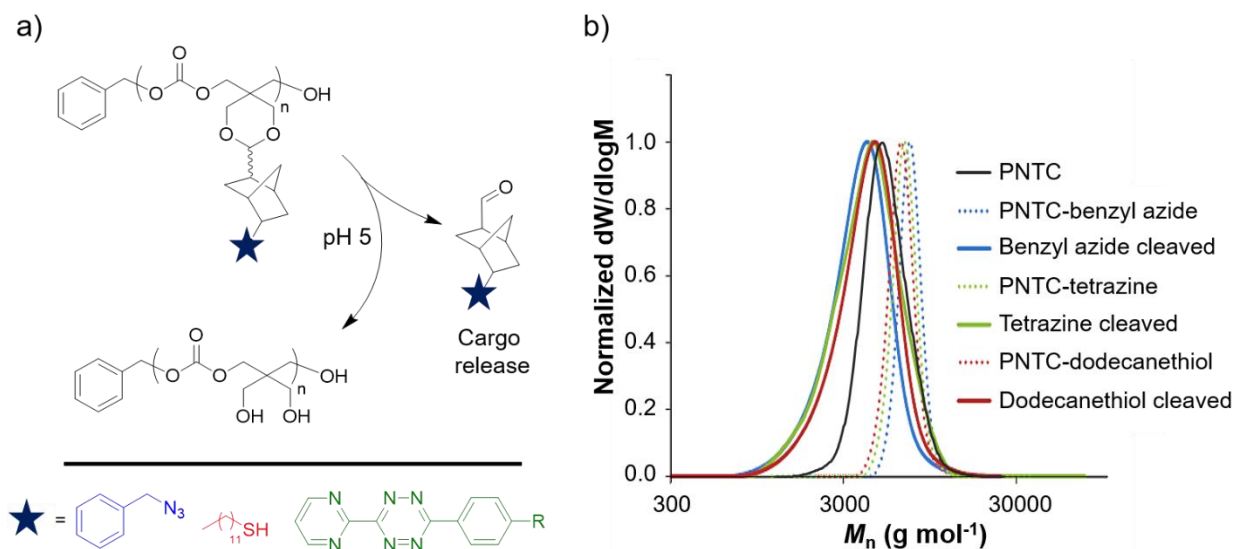 a)
O
O
O
n
OH
O
O
pH 5
O
Cargo
release
O
O
O
n
OH
OH
OH
=
N3
( )
11
SH
N
N
N
N
N
N
R
b)
Normalized dW/dlogM
1.0
0.8
0.6
0.4
0.2
0.0
300
3000
30000
Mn (g mol-1)
PNTC
PNTC-benzyl azide
Benzyl azide cleaved
PNTC-tetrazine
Tetrazine cleaved
PNTC-dodecanethiol
Dodecanethiol cleaved